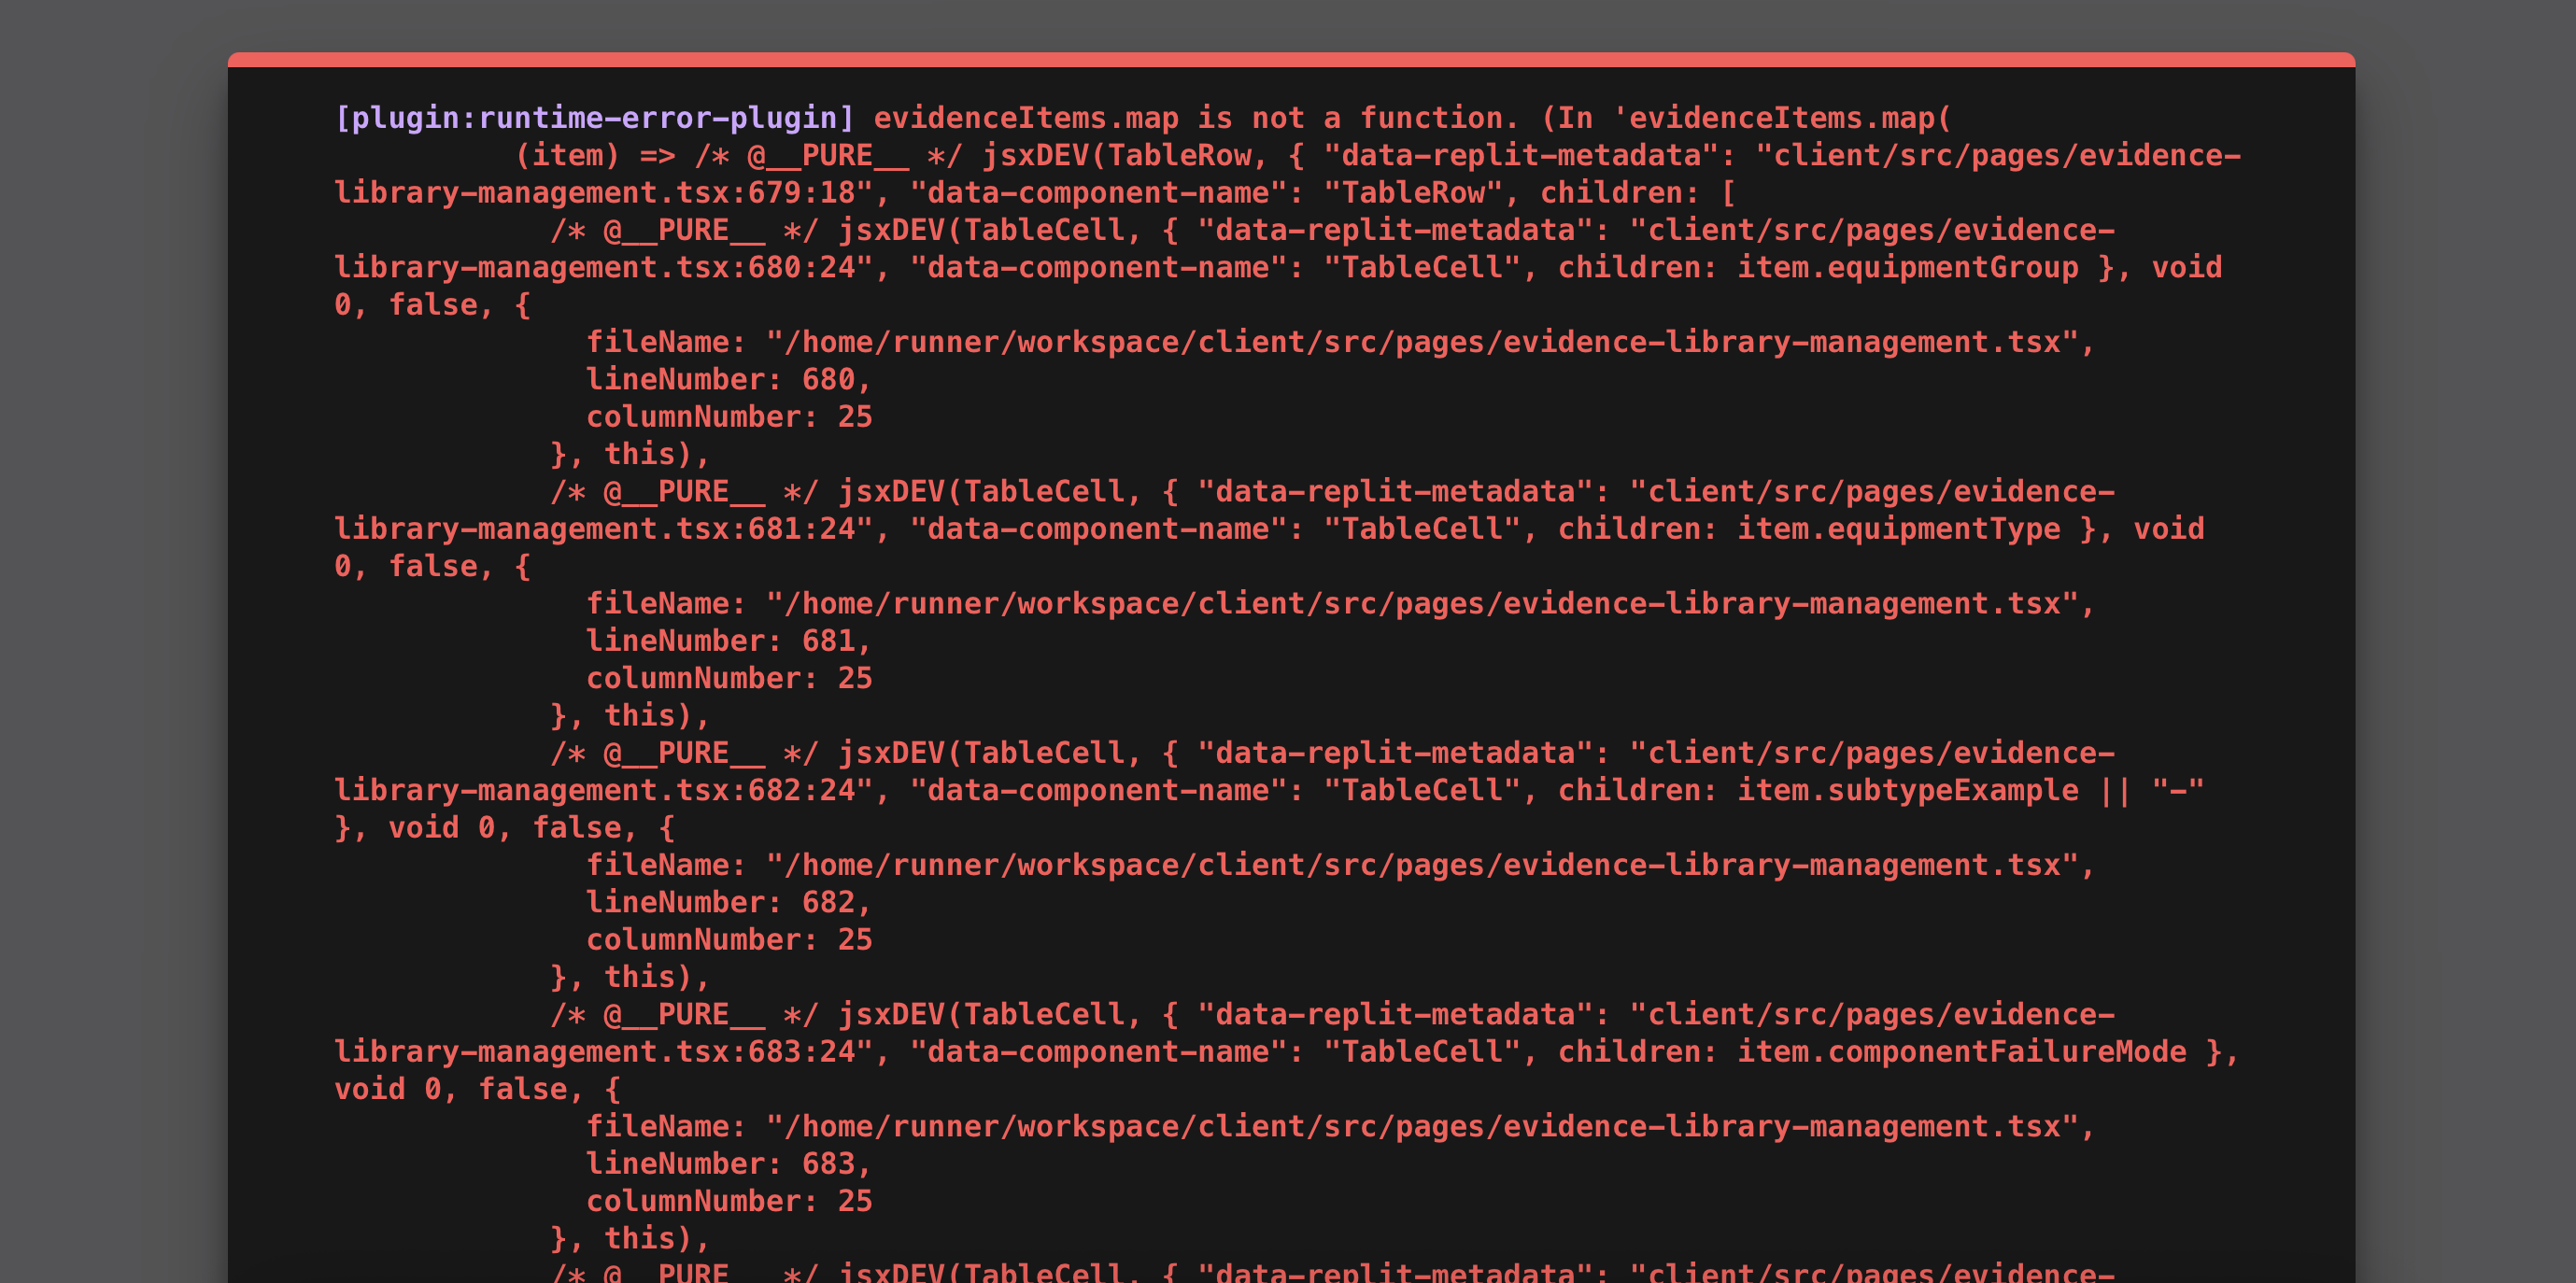 [plugin:runtime-error-plugin] evidenceItems.map is not a function. (In 'evidenceItems.map(
(item) => /* @__PURE__ */ jsxDEV(TableRow, { "data-replit-metadata": "client/src/pages/evidence-
library-management.tsx:679:18", "data-component-name": "TableRow", children: [
/* @__PURE__ */ jsxDEV(TableCell, { "data-replit-metadata": "client/src/pages/evidence-
library-management.tsx:680:24", "data-component-name": "TableCell", children: item.equipmentGroup }, void
0, false, {
fileName: "/home/runner/workspace/client/src/pages/evidence-library-management.tsx",
lineNumber: 680,
columnNumber: 25
}, this),
/* @__PURE__ */ jsxDEV(TableCell, { "data-replit-metadata": "client/src/pages/evidence-
library-management.tsx:681:24", "data-component-name": "TableCell", children: item.equipmentType }, void
0, false, {
fileName: "/home/runner/workspace/client/src/pages/evidence-library-management.tsx",
lineNumber: 681,
columnNumber: 25
}, this),
/* @__PURE__ */ jsxDEV(TableCell, { "data-replit-metadata": "client/src/pages/evidence-
library-management.tsx:682:24", "data-component-name": "TableCell", children: item.subtypeExample || "-"
}, void 0, false, {
fileName: "/home/runner/workspace/client/src/pages/evidence-library-management.tsx",
lineNumber: 682,
columnNumber: 25
}, this),
/* @__PURE__ */ jsxDEV(TableCell, { "data-replit-metadata": "client/src/pages/evidence-
library-management.tsx:683:24", "data-component-name": "TableCell", children: item.componentFailureMode },
void 0, false, {
fileName: "/home/runner/workspace/client/src/pages/evidence-library-management.tsx",
lineNumber: 683,
columnNumber: 25
}, this),
/* @__PURE__ */ jsxDEV(TableCell, { "data-replit-metadata": "client/src/pages/evidence-